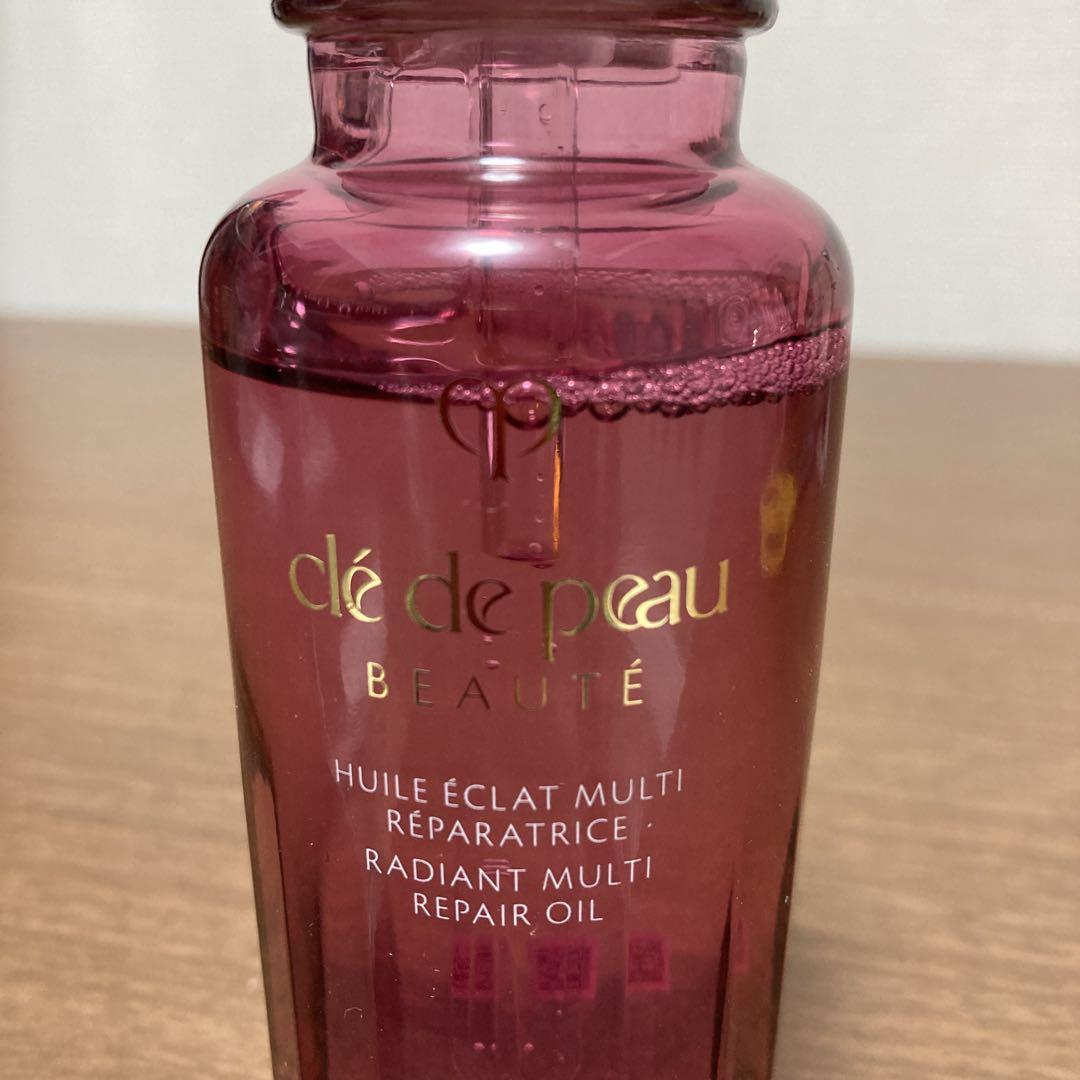 clé de peau
BEAUTÉ
HUILE ÉCLAT MULTI
RÉPARATRICE
RADIANT MULTI
REPAIR OIL